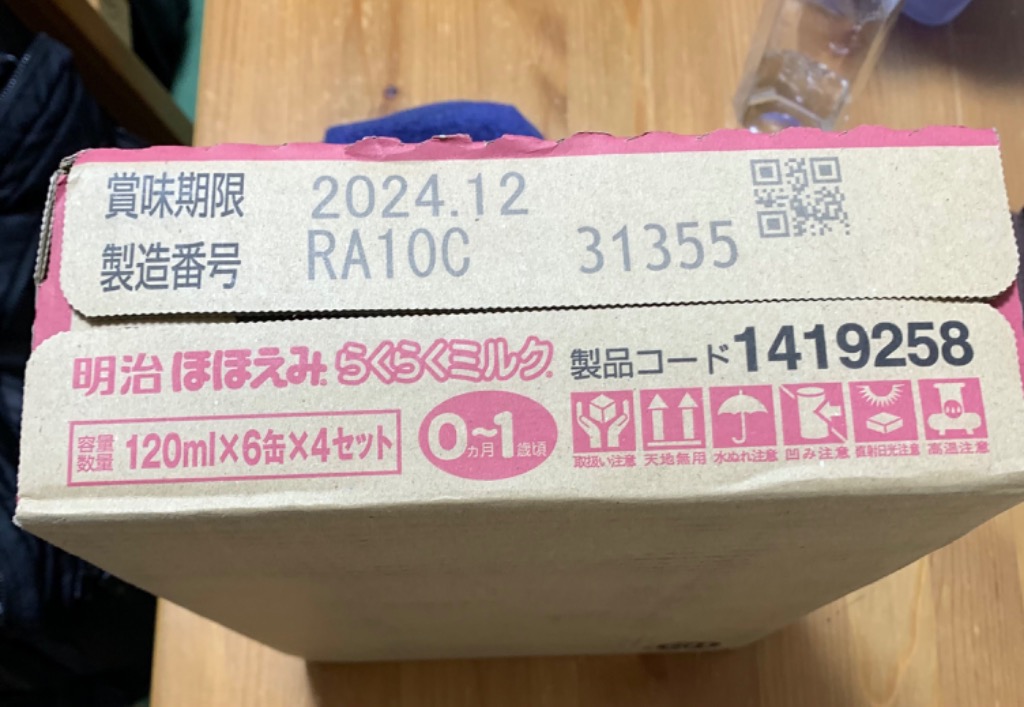 賞味期限 2024.12
製造番号 RA10C 31355
明治 ほほえみ らくらくミルク 製品コード 1419258
容量数量 120ml×6缶×4セット 0ヵ月~1歳頃
取扱い注意 天地無用 水ぬれ注意 凹み注意 直射日光注意 高温注意